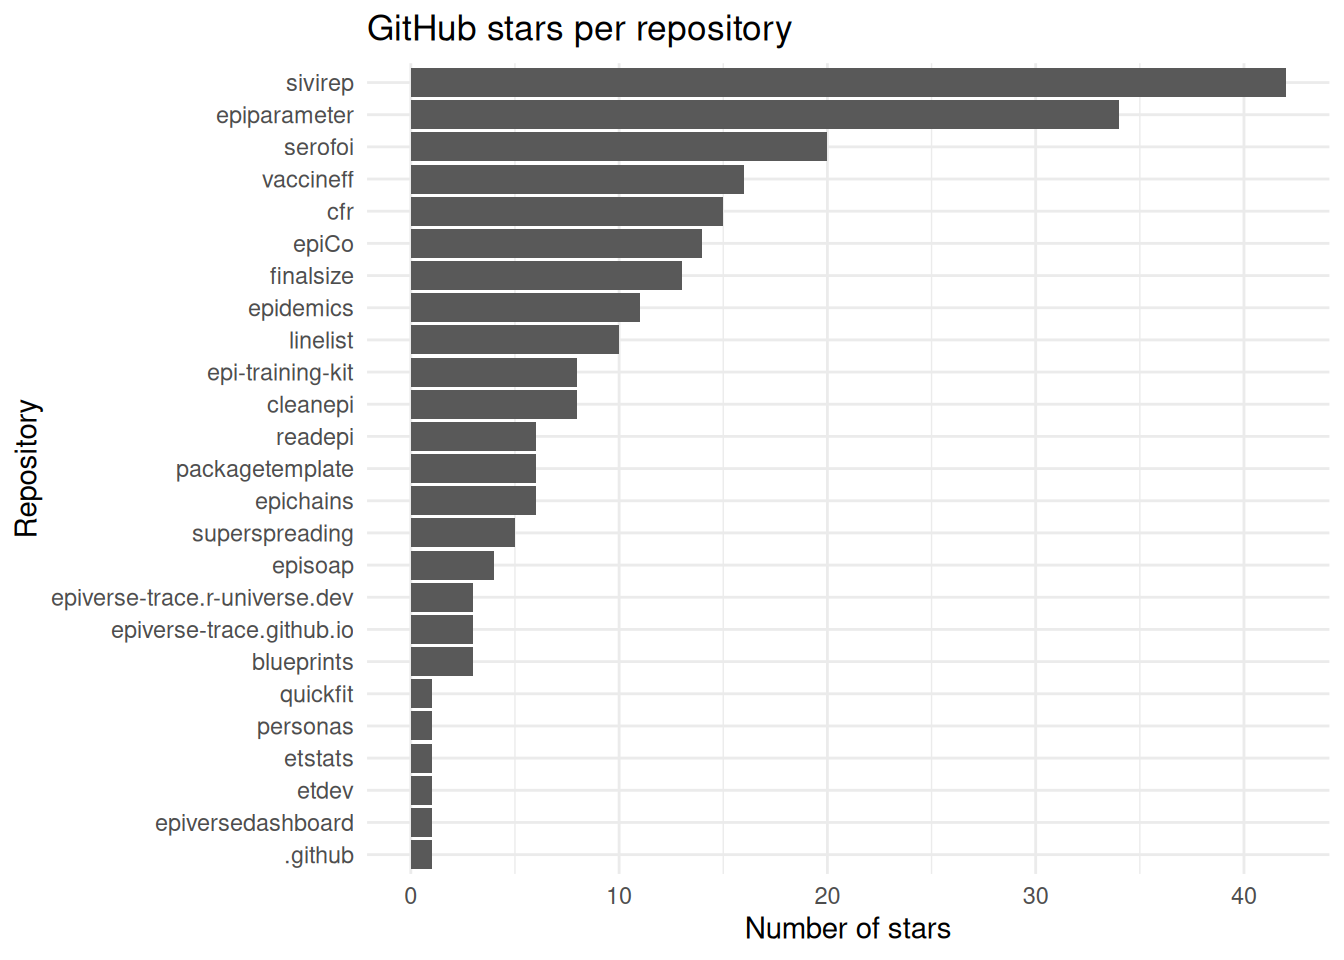 GitHub stars per repository
sivirep
epiparameter
serofoi
vaccineff
cfr
epiCo
finalsize
epidemics
linelist
epi-training-kit
cleanepi
readepi
packagetemplate
epichains
superspreading
episoap
epiverse-trace.r-universe.dev
epiverse-trace.github.io
blueprints
quickfit
personas
etstats
etdev
epiversedashboard
.github
Repository
0 10 20 30 40
Number of stars